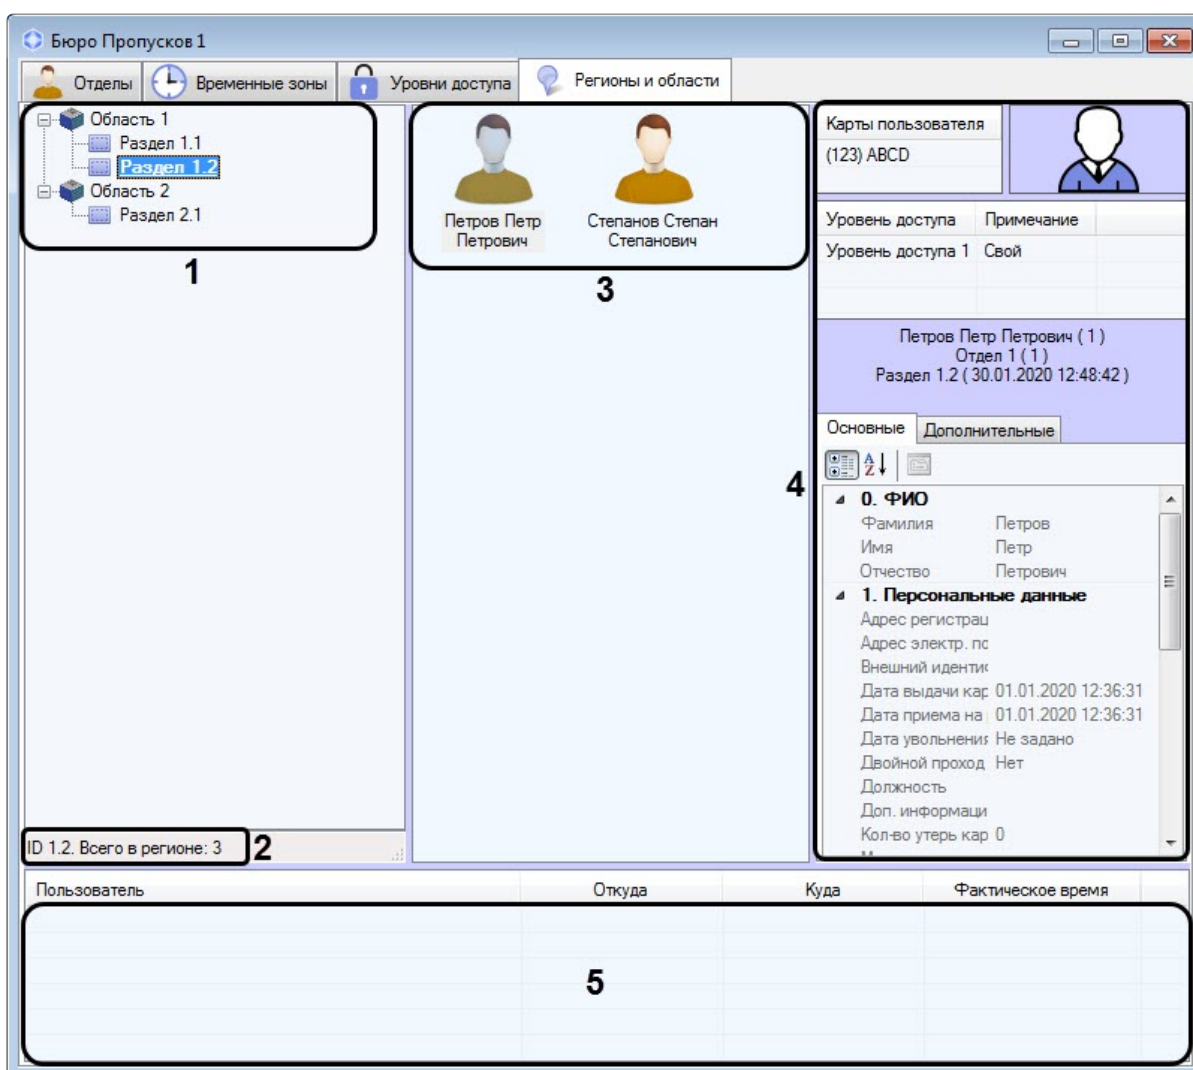 Бюро Пропусков 1
Отделы
Временные зоны
Уровни доступа
Регионы и области
Область 1
Раздел 1.1
Раздел 1.2
Область 2
Раздел 2.1
1
ID 1.2. Всего в регионе: 3
2
Петров Петр
Петрович
Степанов Степан
Степанович
3
4
Карты пользователя
(123) ABCD
Уровень доступа Примечание
Уровень доступа 1 Свой
Петров Петр Петрович ( 1 )
Отдел 1 ( 1 )
Раздел 1.2 ( 30.01.2020 12:48:42 )
Основные Дополнительные
0. ФИО
Фамилия Петров
Имя Петр
Отчество Петрович
1. Персональные данные
Адрес регистрац
Адрес электр. по
Внешний иденти
Дата выдачи кар 01.01.2020 12:36:31
Дата приема на 01.01.2020 12:36:31
Дата увольнения Не задано
Двойной проход Нет
Должность
Доп. информаци
Кол-во утерь кар 0
Пользователь Откуда Куда Фактическое время
5